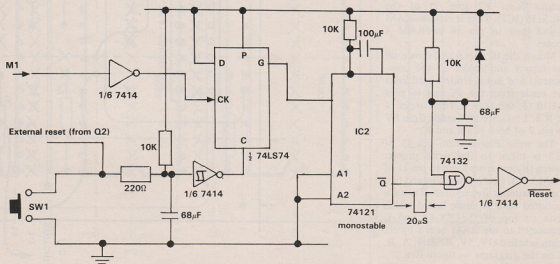 10K
100µF
P
D
G
10K
M1
CK
1/6 7414
68µF
IC2
External reset (from Q2)
10K
C
½ 74LS74
74132
A1
Q
220Ω
1/6 7414
A2
SW1
68µF
74121
1/6 7414
Reset
monostable
20µS